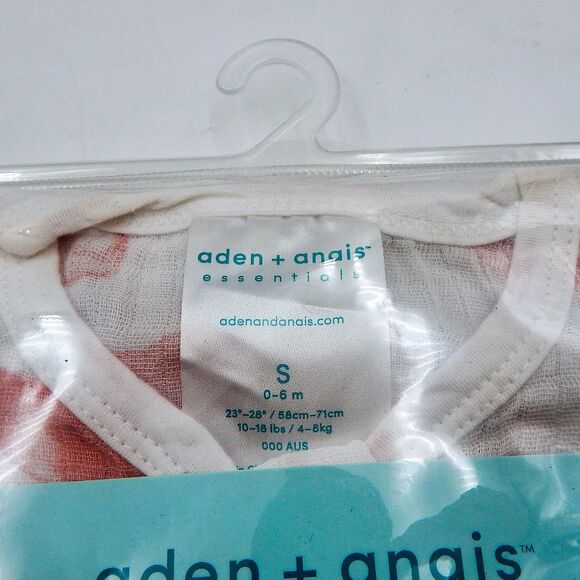 aden + anais™
essentials
adenandanais.com
S
0-6 m
23"-28" / 58cm-71cm
10-18 lbs / 4-8kg
000 AUS
aden + anais™